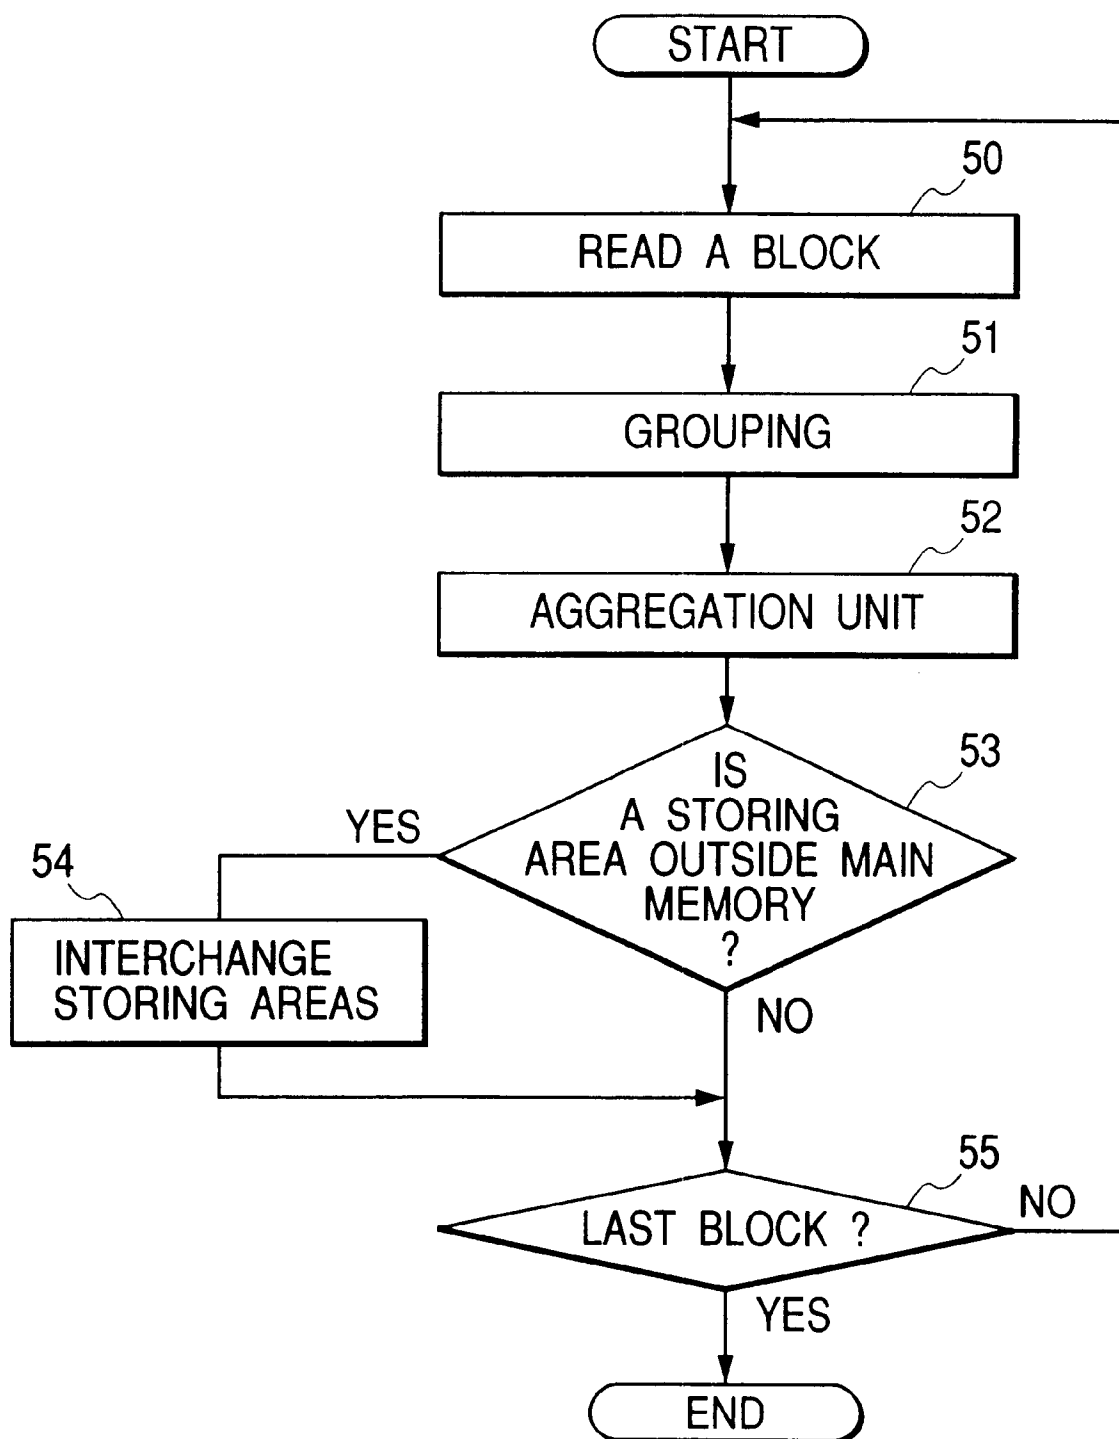 START
50
READ A BLOCK
51
GROUPING
52
AGGREGATION UNIT
53
IS
A STORING
AREA OUTSIDE MAIN
MEMORY
?
YES
54
INTERCHANGE
STORING AREAS
NO
55
LAST BLOCK ?
NO
YES
END